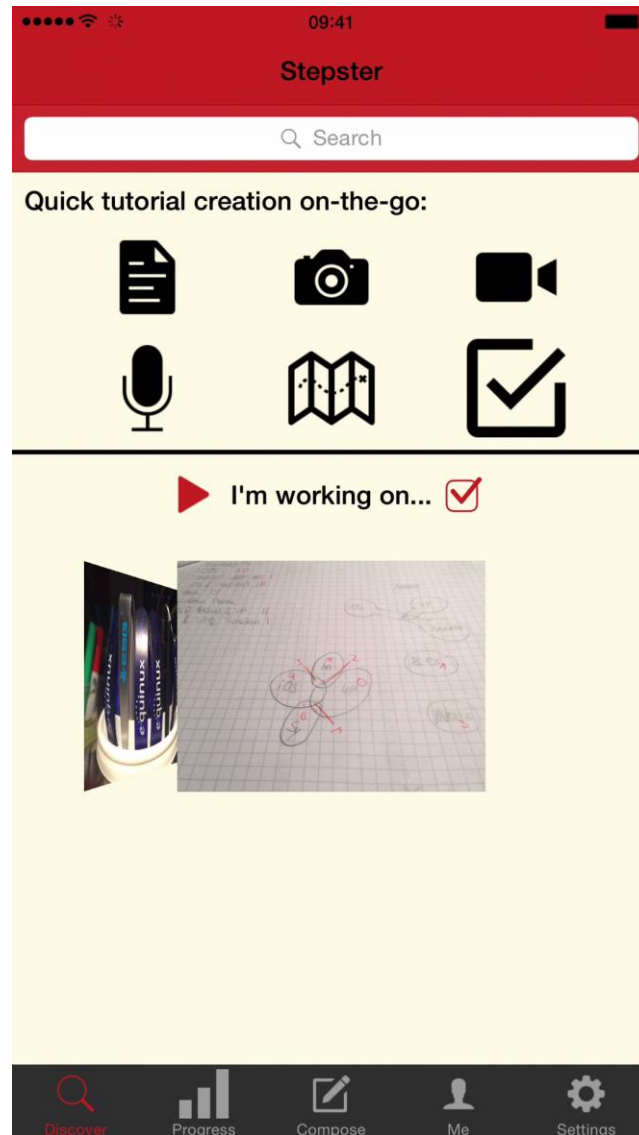 09:41
Stepster
Search
Quick tutorial creation on-the-go:
I'm working on...
equinux
equinux
iOS
Discover
Progress
Compose
Me
Settings